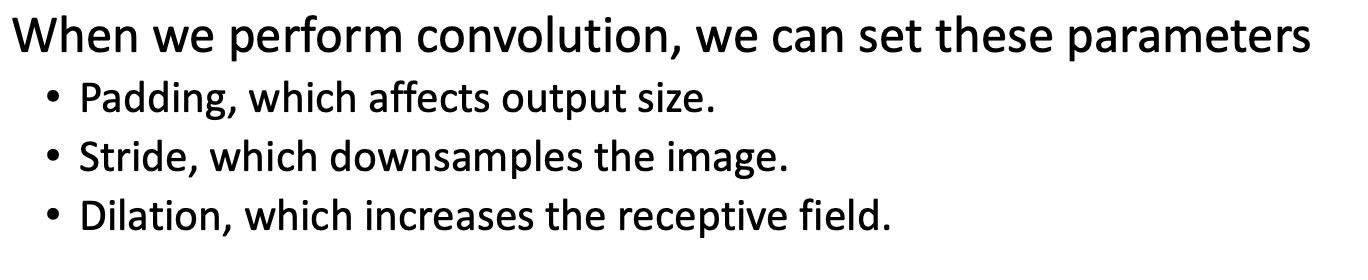 When we perform convolution, we can set these parameters
• Padding, which affects output size.
• Stride, which downsamples the image.
• Dilation, which increases the receptive field.